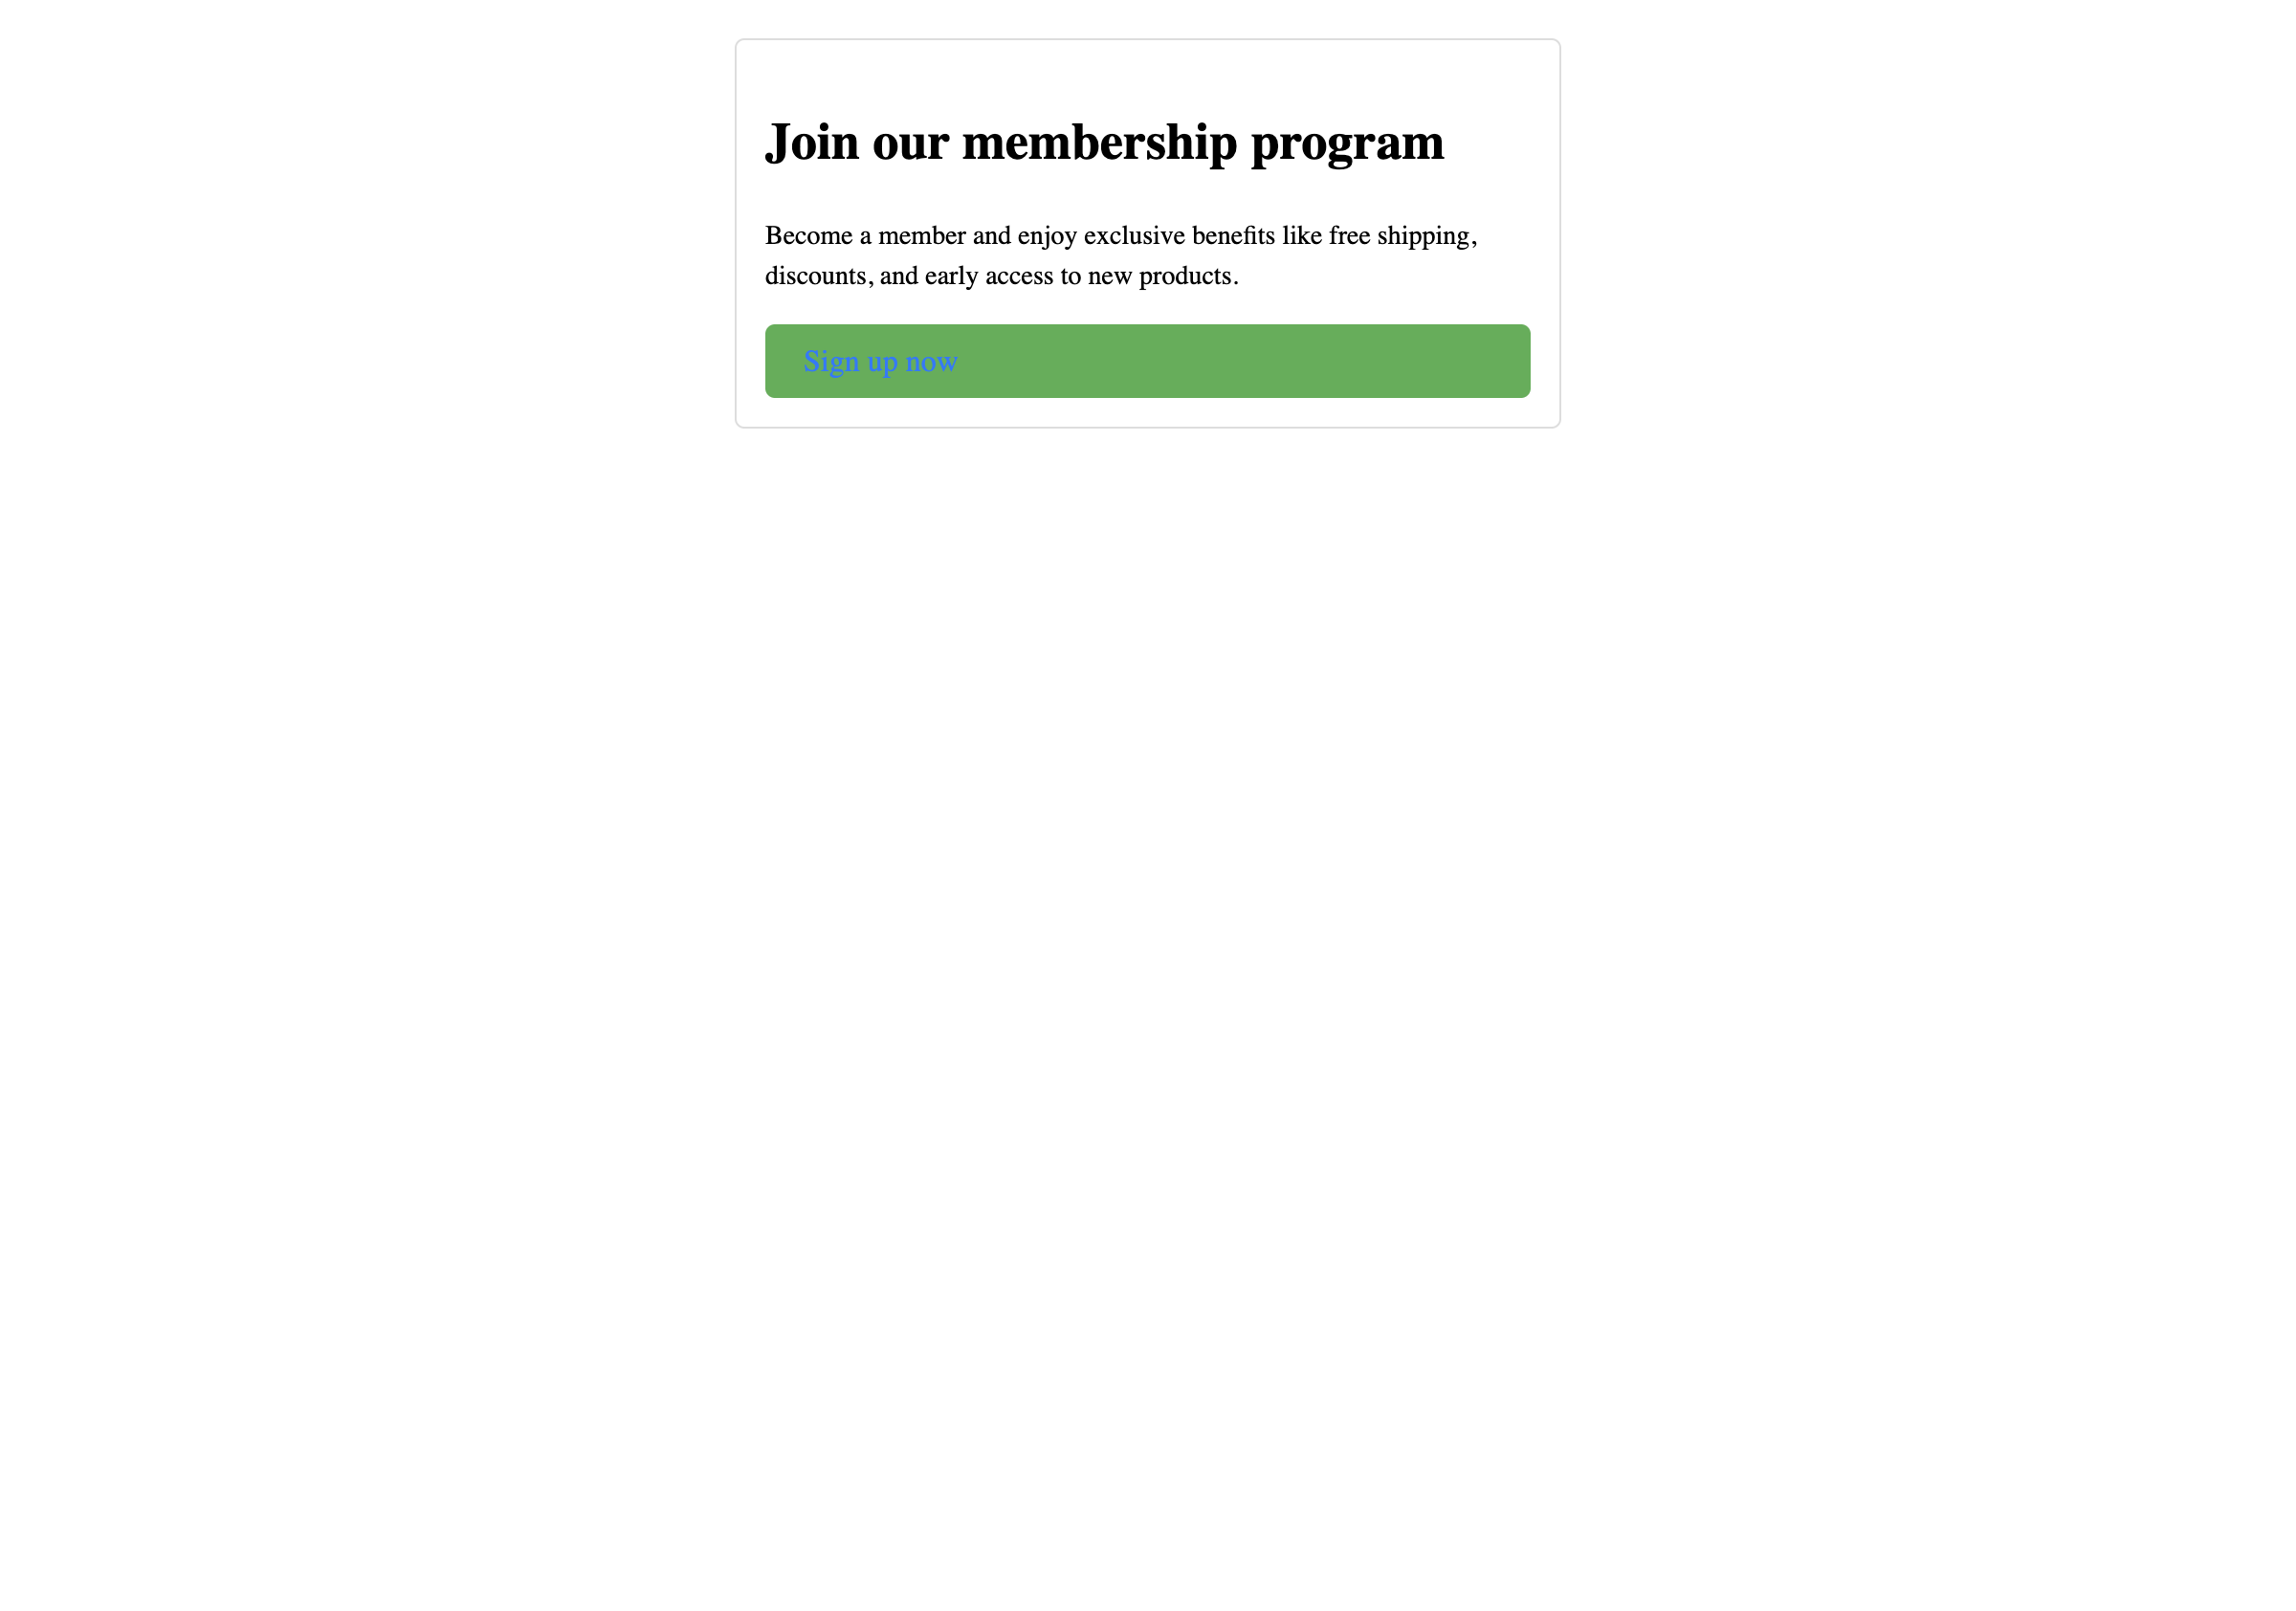 Join our membership program
Become a member and enjoy exclusive benefits like free shipping,
discounts, and early access to new products.
Sign up now